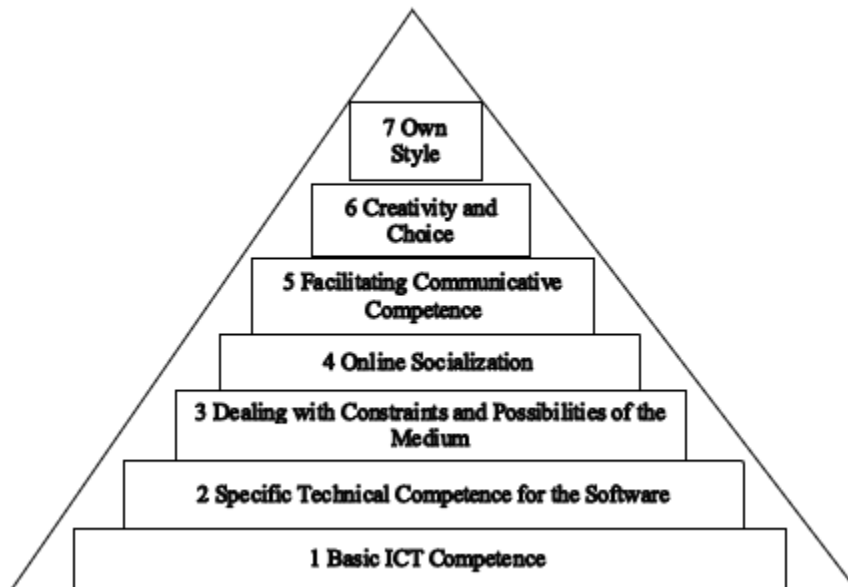 7 Own
Style
6 Creativity and
Choice
5 Facilitating Communicative
Competence
4 Online Socialization
3 Dealing with Constraints and Possibilities of the
Medium
2 Specific Technical Competence for the Software
1 Basic ICT Competence